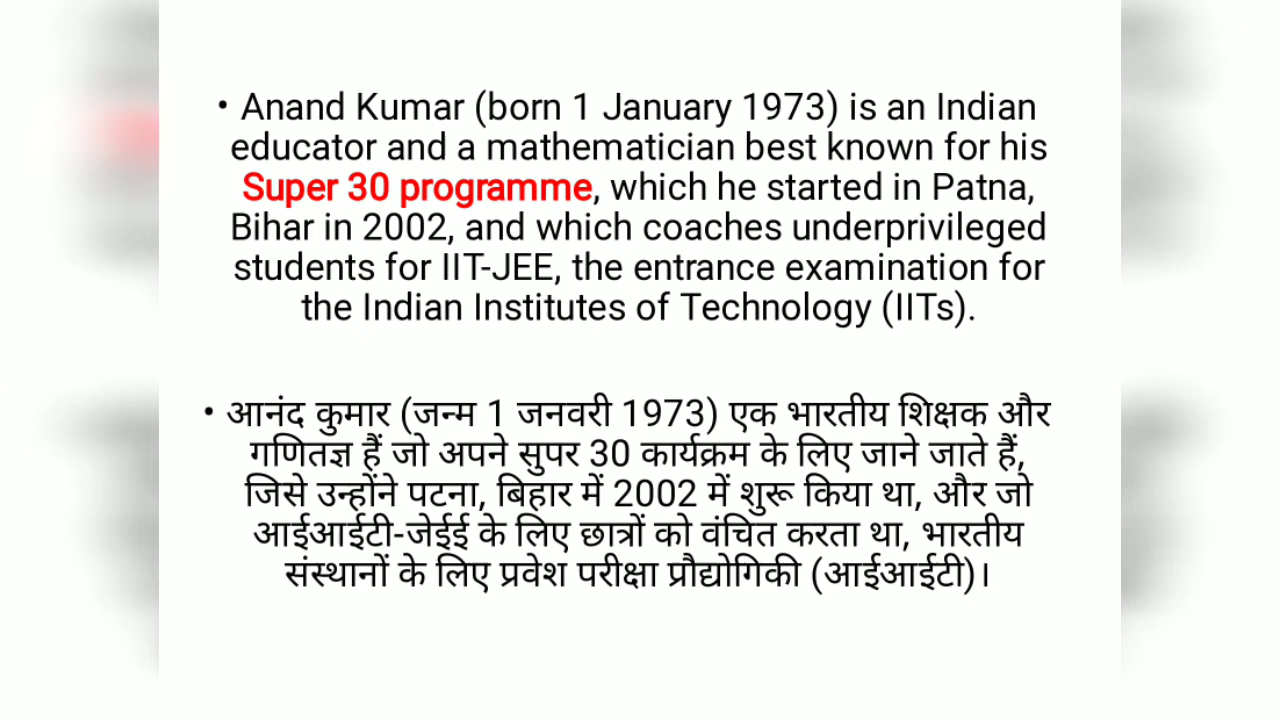 • Anand Kumar (born 1 January 1973) is an Indian
educator and a mathematician best known for his
Super 30 programme, which he started in Patna,
Bihar in 2002, and which coaches underprivileged
students for IIT-JEE, the entrance examination for
the Indian Institutes of Technology (IITs).
• आनंद कुमार (जन्म 1 जनवरी 1973) एक भारतीय शिक्षक और
गणितज्ञ हैं जो अपने सुपर 30 कार्यक्रम के लिए जाने जाते हैं,
जिसे उन्होंने पटना, बिहार में 2002 में शुरू किया था, और जो
आईआईटी-जेईई के लिए छात्रों को वंचित करता था, भारतीय
संस्थानों के लिए प्रवेश परीक्षा प्रौद्योगिकी (आईआईटी)।